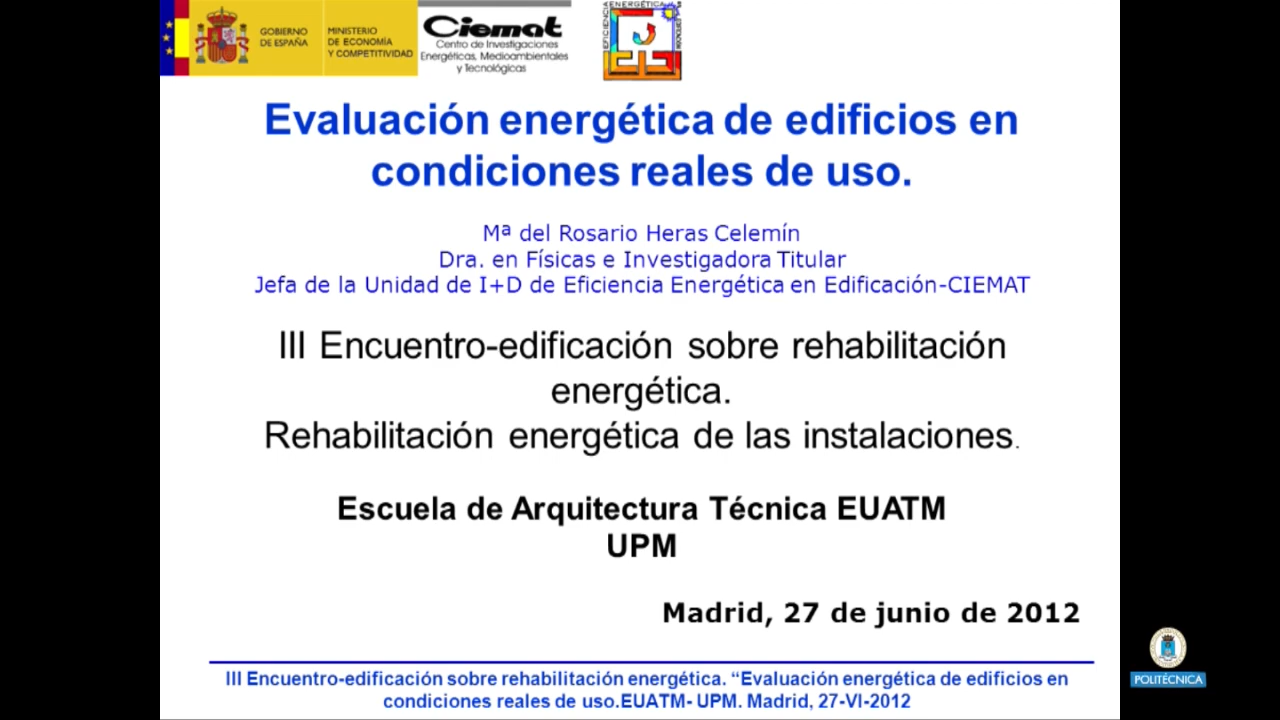 GOBIERNO
DE ESPAÑA
MINISTERIO
DE ECONOMÍA
Y COMPETITIVIDAD
Ciemat
Centro de Investigaciones
Energéticas, Medioambientales
y Tecnológicas
EFICIENCIA ENERGÉTICA
Evaluación energética de edificios en
condiciones reales de uso.
Mª del Rosario Heras Celemín
Dra. en Físicas e Investigadora Titular
Jefa de la Unidad de I+D de Eficiencia Energética en Edificación-CIEMAT
III Encuentro-edificación sobre rehabilitación
energética.
Rehabilitación energética de las instalaciones.
Escuela de Arquitectura Técnica EUATM
UPM
Madrid, 27 de junio de 2012
III Encuentro-edificación sobre rehabilitación energética. “Evaluación energética de edificios en
condiciones reales de uso.EUATM- UPM. Madrid, 27-VI-2012
POLITÉCNICA